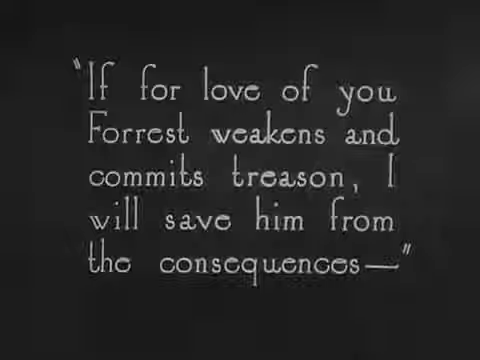 "If for love of you
Forrest weakens and
commits treason, I
will save him from
the consequences—"